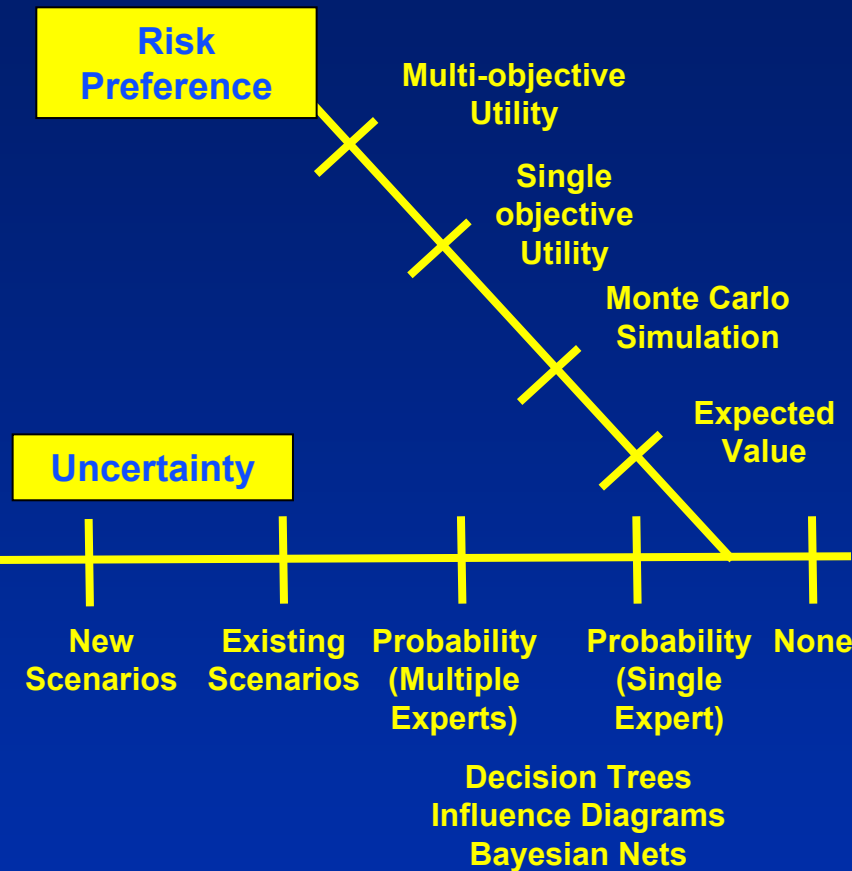 Risk
Preference
Multi-objective
Utility
Single
objective
Utility
Monte Carlo
Simulation
Expected
Value
Uncertainty
New
Scenarios
Existing
Scenarios
Probability
(Multiple
Experts)
Probability
(Single
Expert)
None
Decision Trees
Influence Diagrams
Bayesian Nets